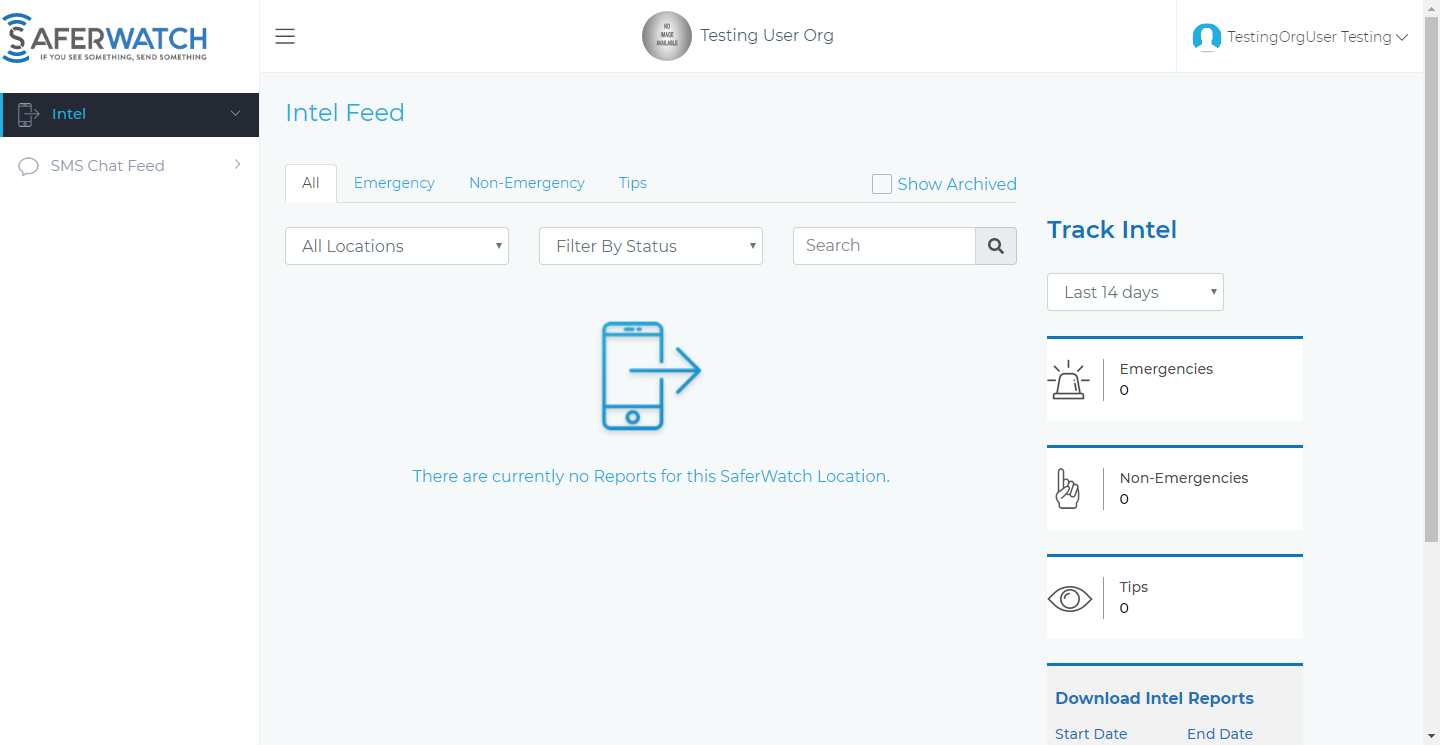 SAFERWATCH
IF YOU SEE SOMETHING, SEND SOMETHING
NO
IMAGE
AVAILABLE
Testing User Org
TestingOrgUser Testing
Intel
SMS Chat Feed
Intel Feed
All
Emergency
Non-Emergency
Tips
Show Archived
All Locations
Filter By Status
Search
There are currently no Reports for this SaferWatch Location.
Track Intel
Last 14 days
Emergencies
0
Non-Emergencies
0
Tips
0
Download Intel Reports
Start Date End Date